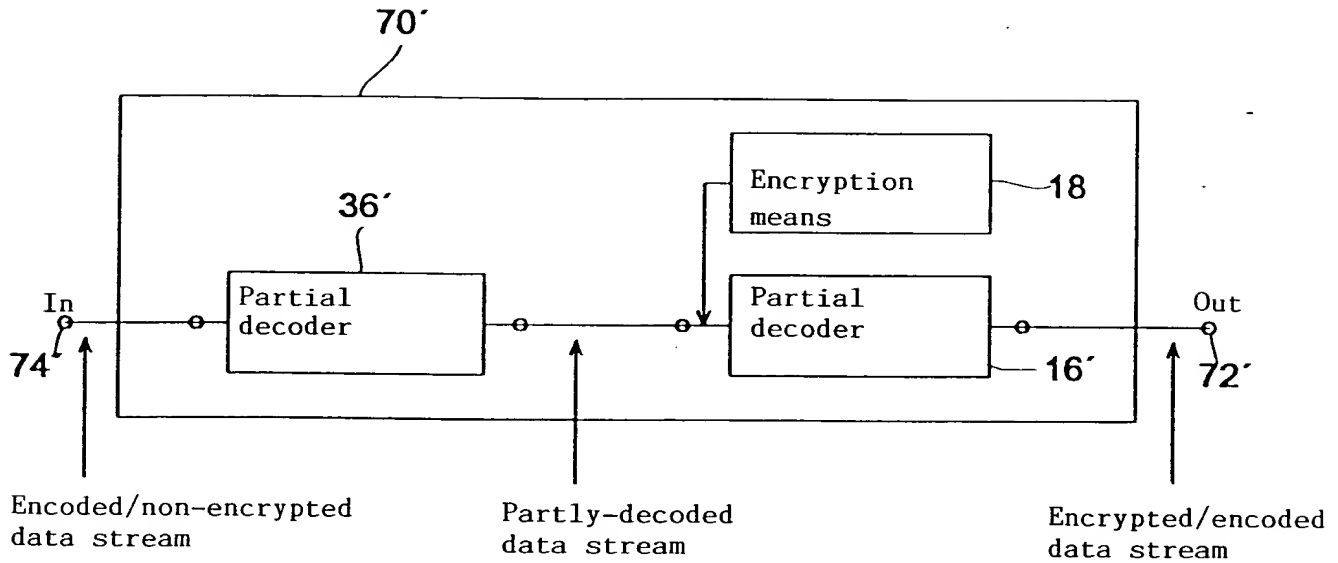 70´
Encryption
means
18
36´
In
Partial
decoder
Partial
decoder
Out
74´
16´
72´
Encoded/non-encrypted
data stream
Partly-decoded
data stream
Encrypted/encoded
data stream